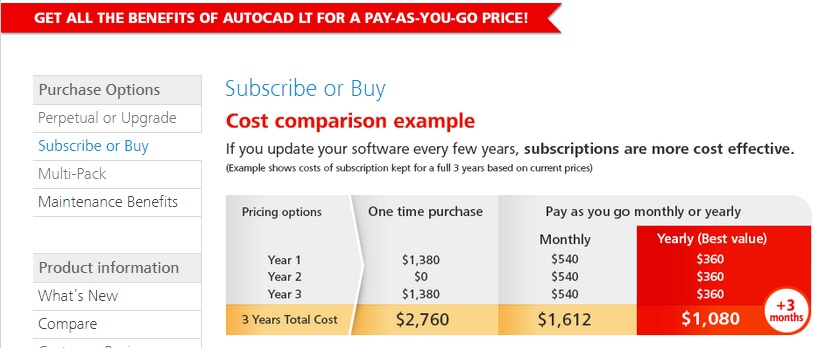 GET ALL THE BENEFITS OF AUTOCAD LT FOR A PAY-AS-YOU-GO PRICE!
Purchase Options
Perpetual or Upgrade
Subscribe or Buy
Multi-Pack
Maintenance Benefits
Product information
What's New
Compare
Subscribe or Buy
Cost comparison example
If you update your software every few years, subscriptions are more cost effective.
(Example shows costs of subscription kept for a full 3 years based on current prices)
Pricing options One time purchase Pay as you go monthly or yearly
Monthly Yearly (Best value)
Year 1 $1,380 $540 $360
Year 2 $0 $540 $360
Year 3 $1,380 $540 $360
3 Years Total Cost $2,760 $1,612 $1,080
+3
months